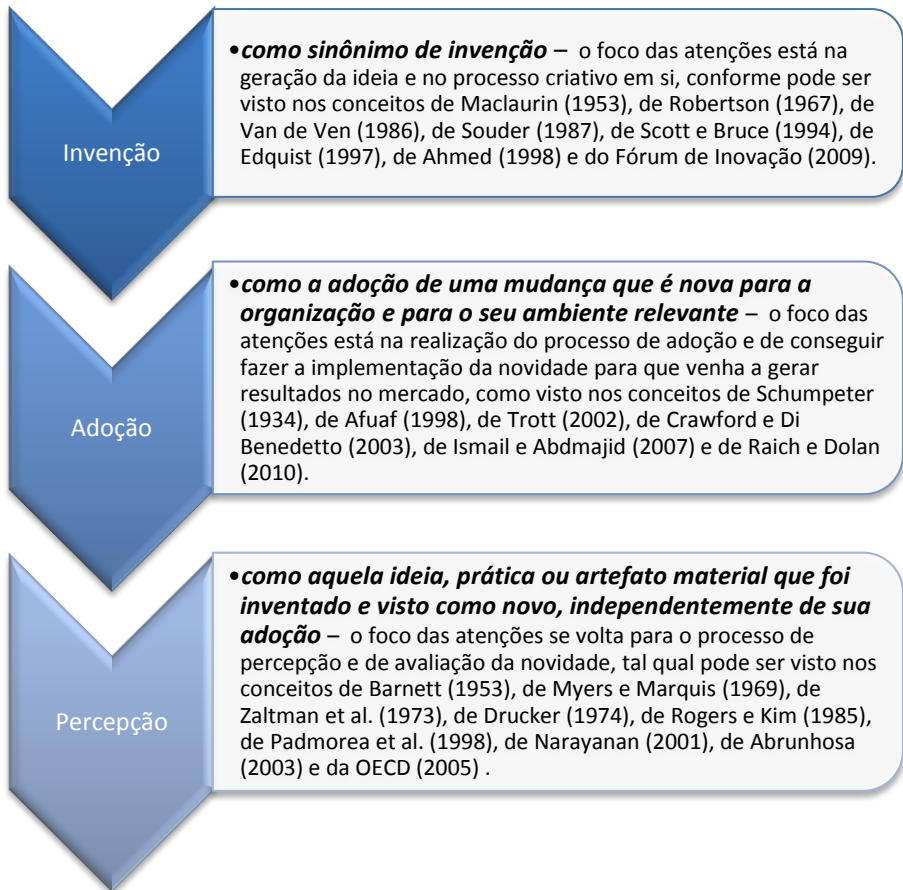 Invenção
•como sinônimo de invenção – o foco das atenções está na
geração da ideia e no processo criativo em si, conforme pode ser
visto nos conceitos de Maclaurin (1953), de Robertson (1967), de
Van de Ven (1986), de Souder (1987), de Scott e Bruce (1994), de
Edquist (1997), de Ahmed (1998) e do Fórum de Inovação (2009).
Adoção
•como a adoção de uma mudança que é nova para a
organização e para o seu ambiente relevante – o foco das
atenções está na realização do processo de adoção e de conseguir
fazer a implementação da novidade para que venha a gerar
resultados no mercado, como visto nos conceitos de Schumpeter
(1934), de Afuaf (1998), de Trott (2002), de Crawford e Di
Benedetto (2003), de Ismail e Abdmajid (2007) e de Raich e Dolan
(2010).
Percepção
•como aquela ideia, prática ou artefato material que foi
inventado e visto como novo, independentemente de sua
adoção – o foco das atenções se volta para o processo de
percepção e de avaliação da novidade, tal qual pode ser visto nos
conceitos de Barnett (1953), de Myers e Marquis (1969), de
Zaltman et al. (1973), de Drucker (1974), de Rogers e Kim (1985),
de Padmorea et al. (1998), de Narayanan (2001), de Abrunhosa
(2003) e da OECD (2005) .